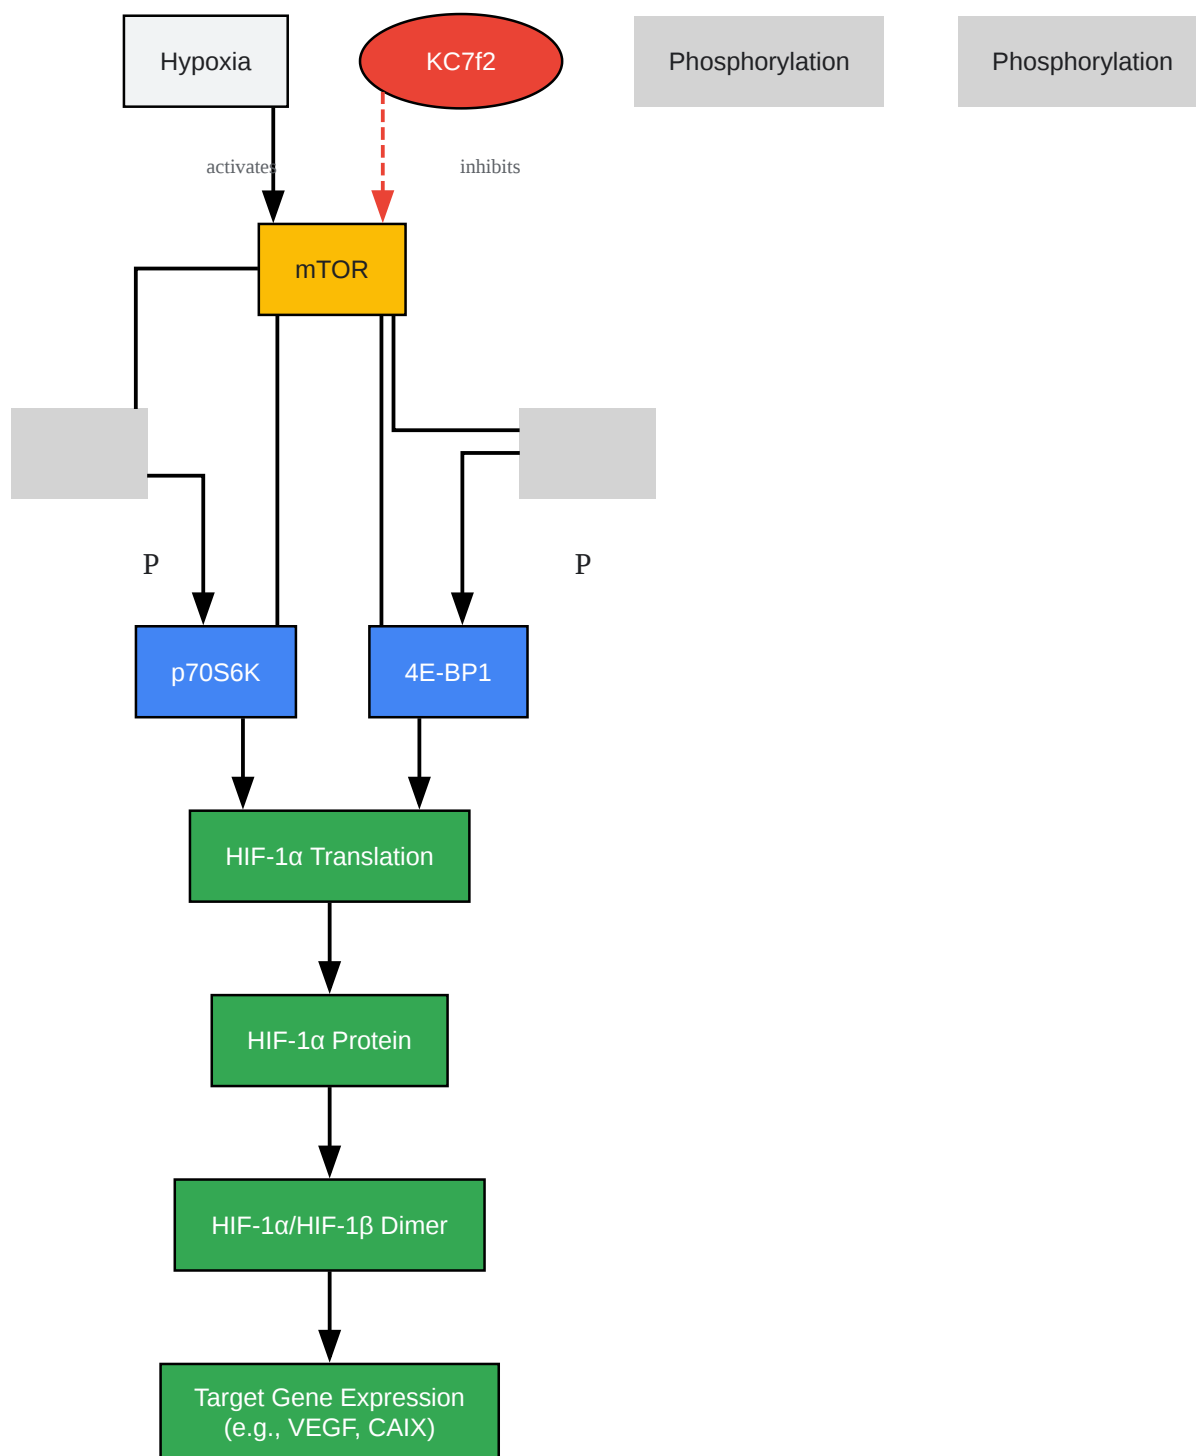 Hypoxia
KC7f2
Phosphorylation
Phosphorylation
activates
inhibits
mTOR
P
P
p70S6K
4E-BP1
HIF-1α Translation
HIF-1α Protein
HIF-1α/HIF-1β Dimer
Target Gene Expression
(e.g., VEGF, CAIX)